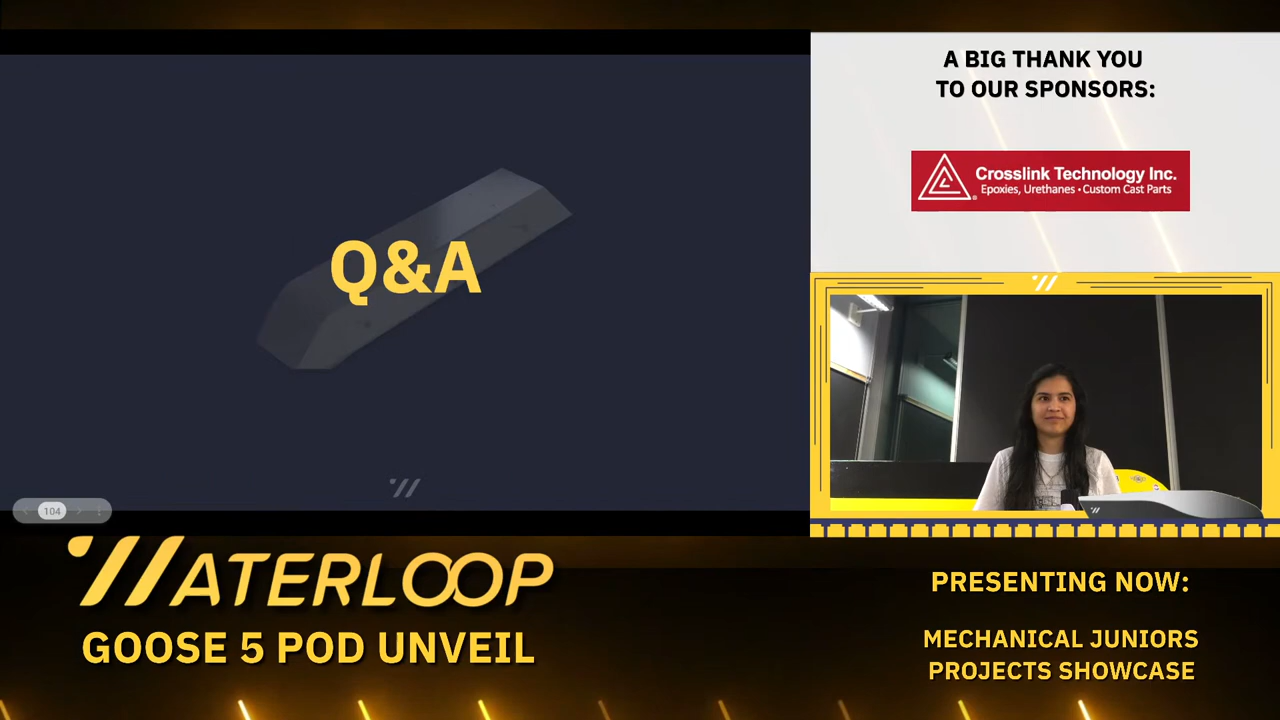 Q&A
104
WATERLOOP
GOOSE 5 POD UNVEIL
A BIG THANK YOU
TO OUR SPONSORS:
Crosslink Technology Inc.
Epoxies, Urethanes • Custom Cast Parts
PRESENTING NOW:
MECHANICAL JUNIORS
PROJECTS SHOWCASE